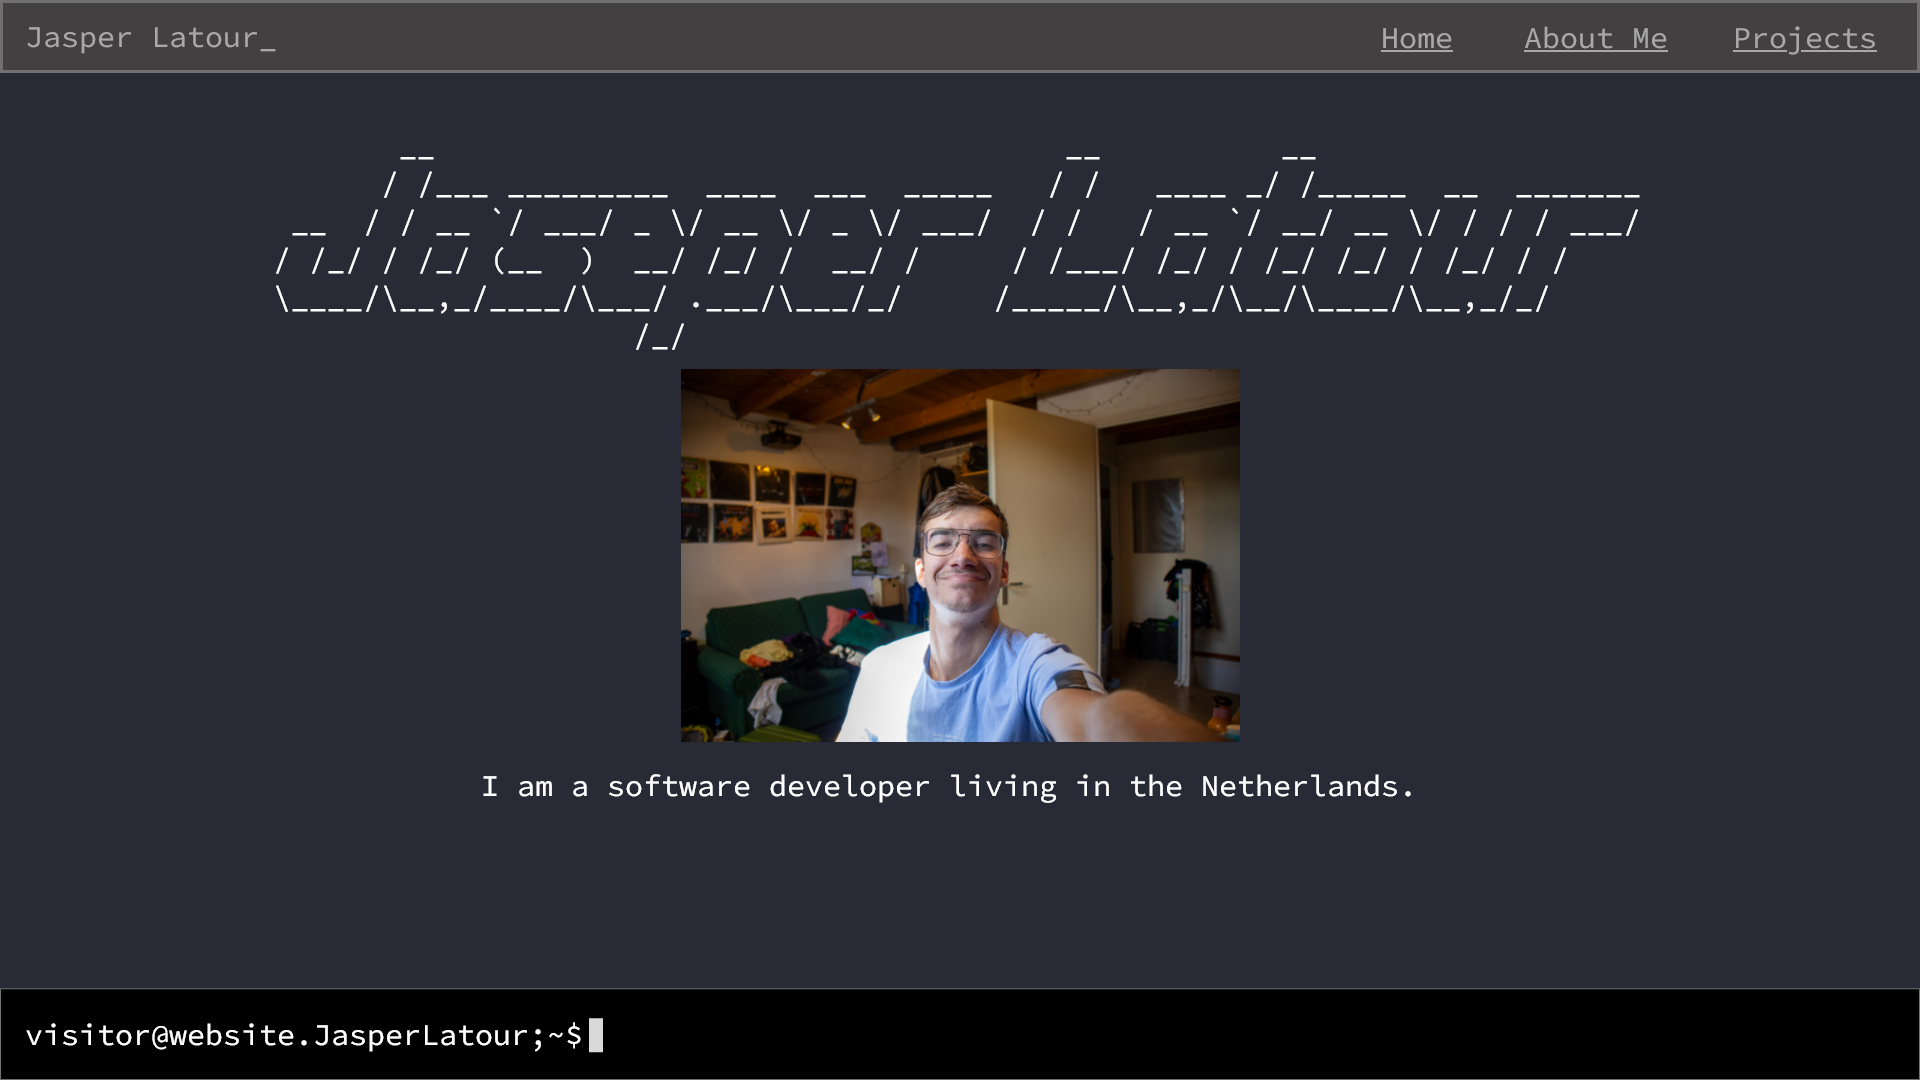 Jasper Latour_
Home About Me Projects
Jasper Latour
I am a software developer living in the Netherlands.
visitor@website.JasperLatour;~$